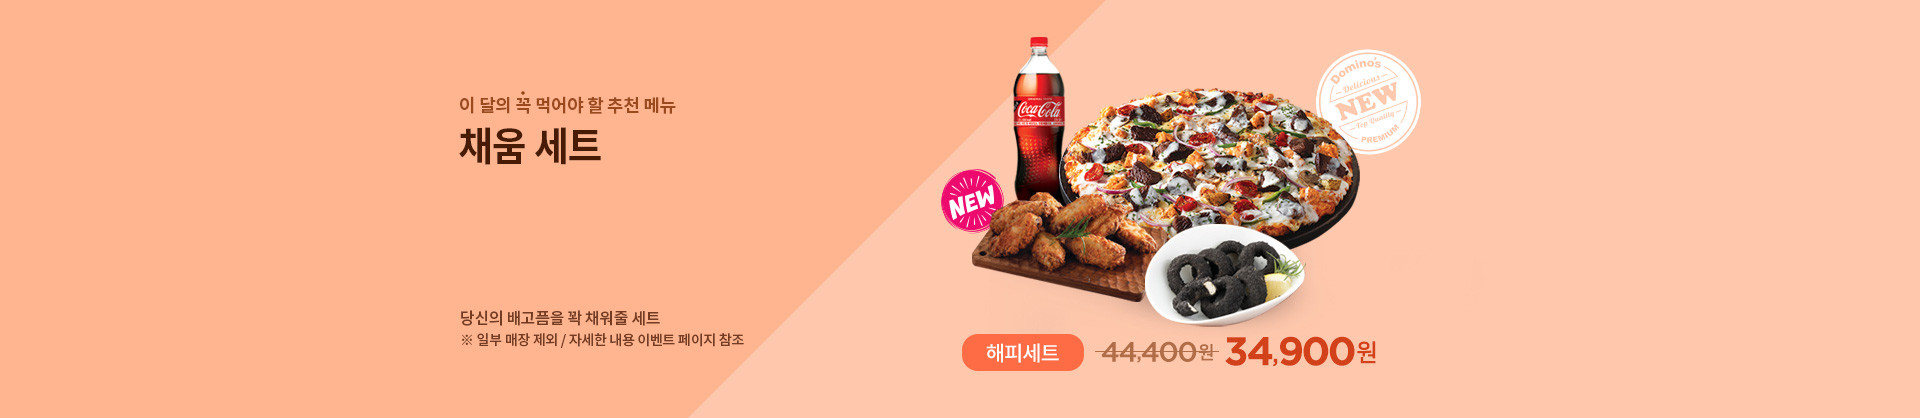 이 달의 꼭 먹어야 할 추천 메뉴
채움 세트
당신의 배고픔을 꽉 채워줄 세트
※ 일부 매장 제외 / 자세한 내용 이벤트 페이지 참조
Coca-Cola
NEW
Domino's
Delicious
NEW
Top Quality
PREMIUM
해피세트 44,400원 34,900원